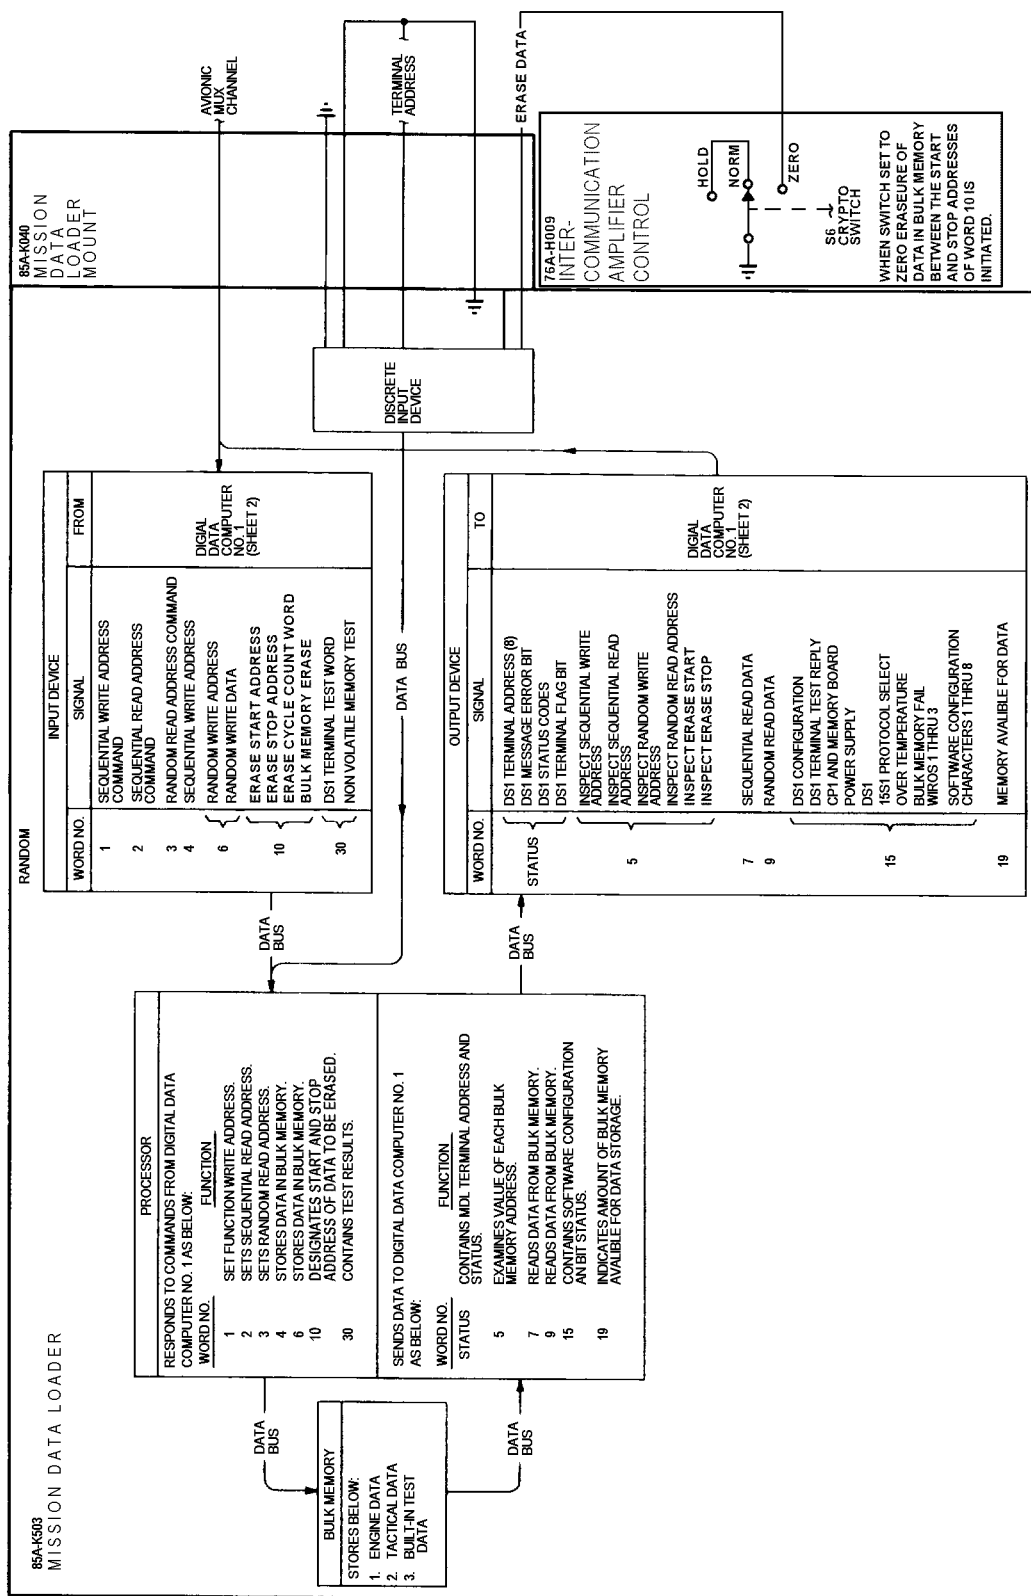 85A-K503
MISSION DATA LOADER
BULK MEMORY
STORES BELOW:
1. ENGINE DATA
2. TACTICAL DATA
3. BUILT-IN TEST
DATA
DATA
BUS
DATA
BUS
PROCESSOR
RESPONDS TO COMMANDS FROM DIGITAL DATA
COMPUTER NO. 1 AS BELOW:
WORD NO. FUNCTION
1 SET FUNCTION WRITE ADDRESS.
2 SETS SEQUENTIAL READ ADDRESS.
3 SETS RANDOM READ ADDRESS.
4 STORES DATA IN BULK MEMORY.
6 STORES DATA IN BULK MEMORY.
10 DESIGNATES START AND STOP
ADDRESS OF DATA TO BE ERASED.
30 CONTAINS TEST RESULTS.
SENDS DATA TO DIGITAL DATA COMPUTER NO. 1
AS BELOW:
WORD NO. FUNCTION
STATUS CONTAINS MDL TERMINAL ADDRESS AND
STATUS.
5 EXAMINES VALUE OF EACH BULK
MEMORY ADDRESS.
7 READS DATA FROM BULK MEMORY.
9 READS DATA FROM BULK MEMORY.
15 CONTAINS SOFTWARE CONFIGURATION
AN BIT STATUS.
19 INDICATES AMOUNT OF BULK MEMORY
AVALIBLE FOR DATA STORAGE.
DATA
BUS
DATA
BUS
RANDOM
INPUT DEVICE
WORD NO. SIGNAL FROM
1 SEQUENTIAL WRITE ADDRESS
COMMAND
2 SEQUENTIAL READ ADDRESS
COMMAND
3 RANDOM READ ADDRESS COMMAND
4 SEQUENTIAL WRITE ADDRESS
6 RANDOM WRITE ADDRESS
RANDOM WRITE DATA
10 ERASE START ADDRESS
ERASE STOP ADDRESS
ERASE CYCLE COUNT WORD
BULK MEMORY ERASE
30 DS1 TERMINAL TEST WORD
NON VOLATILE MEMORY TEST
DIGIAL
DATA
COMPUTER
NO. 1
(SHEET 2)
DATA BUS
OUTPUT DEVICE
WORD NO. SIGNAL TO
STATUS DS1 TERMINAL ADDRESS (8)
DS1 MESSAGE ERROR BIT
DS1 STATUS CODES
DS1 TERMINAL FLAG BIT
5 INSPECT SEQUENTIAL WRITE
ADDRESS
INSPECT SEQUENTIAL READ
ADDRESS
INSPECT RANDOM WRITE
ADDRESS
INSPECT RANDOM READ ADDRESS
INSPECT ERASE START
INSPECT ERASE STOP
7 SEQUENTIAL READ DATA
9 RANDOM READ DATA
15 DS1 CONFIGURATION
DS1 TERMINAL TEST REPLY
CP1 AND MEMORY BOARD
POWER SUPPLY
DS1
15S1 PROTOCOL SELECT
OVER TEMPERATURE
BULK MEMORY FAIL
WIROS 1 THRU 3
SOFTWARE CONFIGURATION
CHARACTERS 1 THRU 8
19 MEMORY AVALIBLE FOR DATA
DIGIAL
DATA
COMPUTER
NO. 1
(SHEET 2)
DISCRETE
INPUT
DEVICE
85A-K040
MISSION
DATA
LOADER
MOUNT
AVIONIC
MUX
CHANNEL
TERMINAL
ADDRESS
ERASE DATA
76A-H009
INTER-
COMMUNICATION
AMPLIFIER
CONTROL
HOLD
NORM
ZERO
S6
CRYPTO
SWITCH
WHEN SWITCH SET TO
ZERO ERASEURE OF
DATA IN BULK MEMORY
BETWEEN THE START
AND STOP ADDRESSES
OF WORD 10 IS
INITIATED.